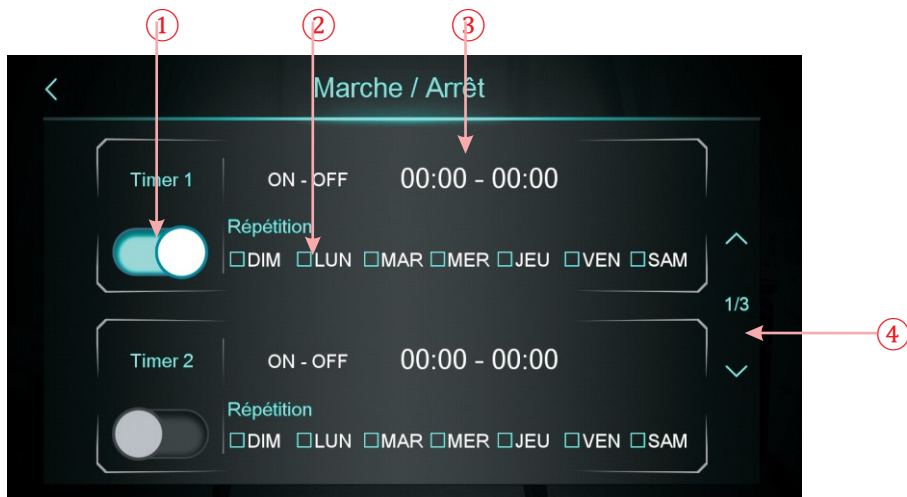 ① ② ③
Marche / Arrêt
Timer 1 ON - OFF 00:00 - 00:00
Répétition
DIM LUN MAR MER JEU VEN SAM
1/3
④
Timer 2 ON - OFF 00:00 - 00:00
Répétition
DIM LUN MAR MER JEU VEN SAM